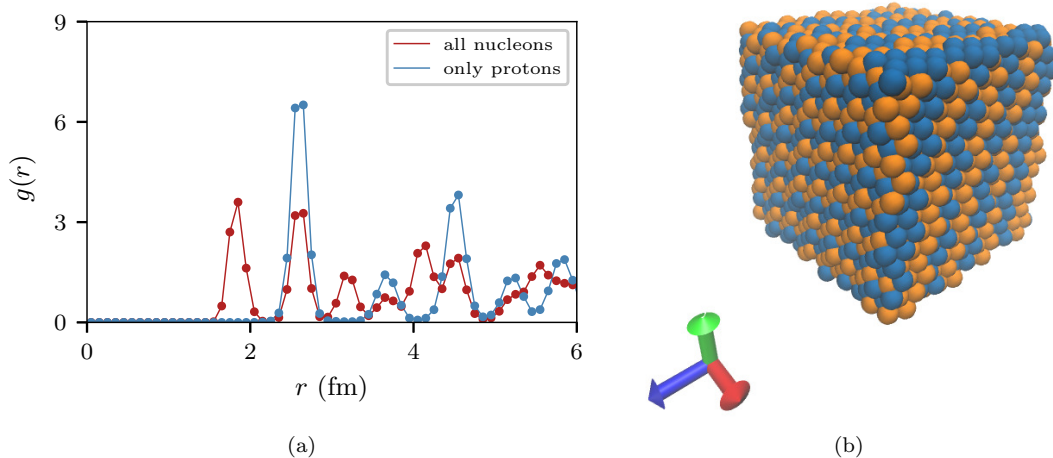 9
6
3
0
g(r)
all nucleons
only protons
0 2 4 6
r (fm)
(a)
(b)